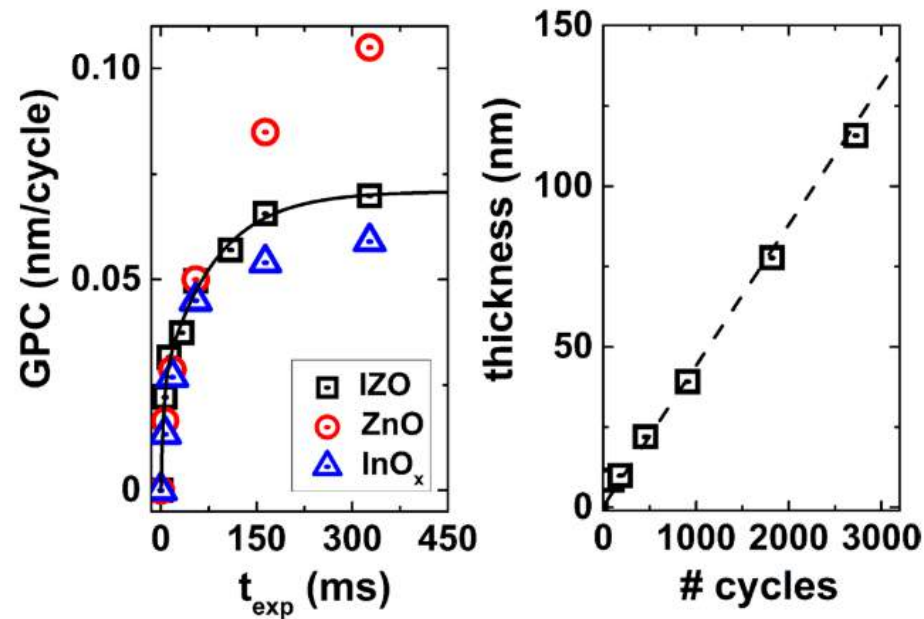 GPC (nm/cycle)
0.10
0.05
0
0 150 300 450
t_exp (ms)
IZO
ZnO
InO_x
thickness (nm)
150
100
50
0
0 1000 2000 3000
# cycles